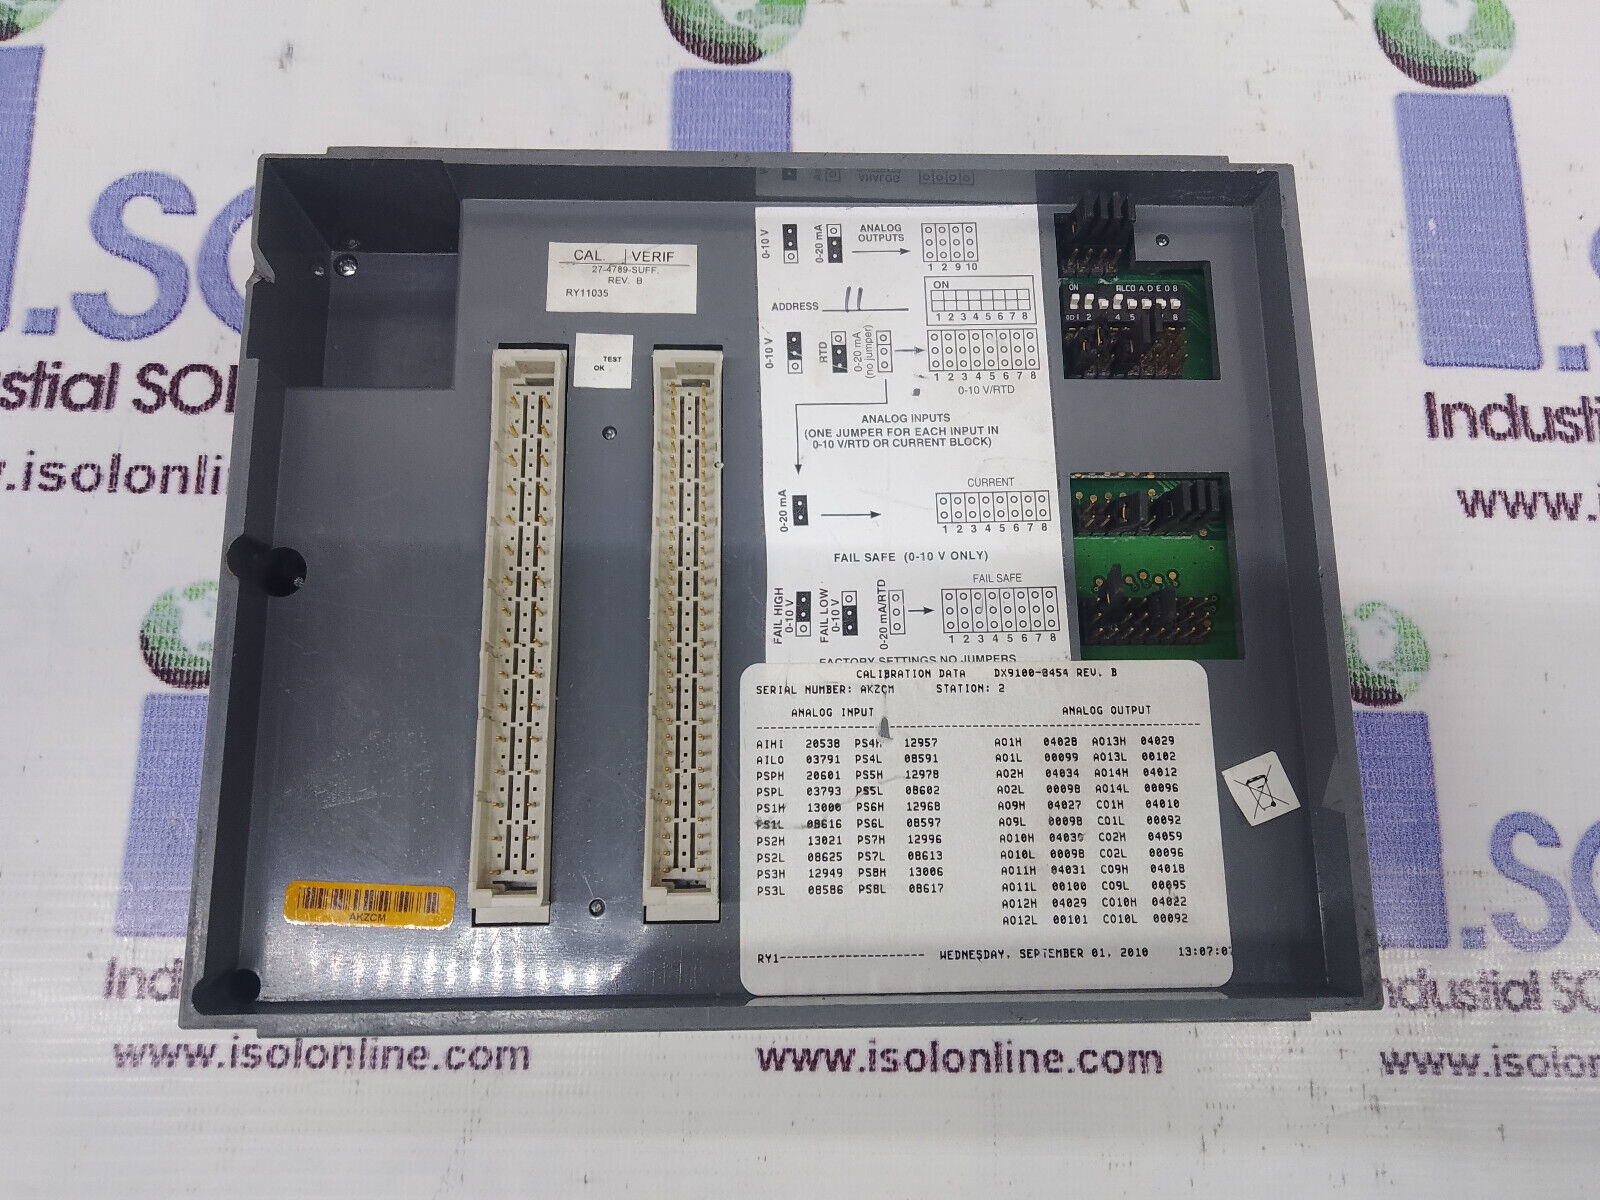 CAL. VERIF
27-4789-SUFF.
REV. B
RY11035
TEST
OK
0-10 V
0-20 mA
ANALOG
OUTPUTS
1 2 9 10
ON
ADDRESS 11
1 2 3 4 5 6 7 8
0-10 V
RTD
0-20 mA
(no jumper)
1 2 3 4 5 6 7 8
0-10 V/RTD
ANALOG INPUTS
(ONE JUMPER FOR EACH INPUT IN
0-10 V/RTD OR CURRENT BLOCK)
0-20 mA
CURRENT
1 2 3 4 5 6 7 8
FAIL SAFE (0-10 V ONLY)
FAIL HIGH
0-10 V
FAIL LOW
0-10 V
0-20 mA/RTD
FAIL SAFE
1 2 3 4 5 6 7 8
FACTORY SETTINGS NO JUMPERS
ON
CALIBRATION DATA DX9100-8454 REV. B
SERIAL NUMBER: AKZCM STATION: 2
ANALOG INPUT ANALOG OUTPUT
AIHI 20538 PS4H 12957 AO1H 04028 AO13H 04029
AILO 03791 PS4L 08591 AO1L 00099 AO13L 00102
PSPH 20601 PS5H 12978 AO2H 04034 AO14H 04012
PSPL 03793 PS5L 08602 AO2L 00098 AO14L 00096
PS1H 13000 PS6H 12968 AO9H 04027 CO1H 04010
PS1L 08616 PS6L 08597 AO9L 00098 CO1L 00092
PS2H 13021 PS7H 12996 AO10H 04030 CO2H 04059
PS2L 08625 PS7L 08613 AO10L 00098 CO2L 00096
PS3H 12949 PS8H 13006 AO11H 04031 CO9H 04018
PS3L 08586 PS8L 08617 AO11L 00100 CO9L 00095
AO12H 04029 CO10H 04022
AO12L 00101 CO10L 00092
RY1---------------------- WEDNESDAY, SEPTEMBER 01, 2010 13:07:07
AKZCM
www.isolonline.com
www.isolonline.com